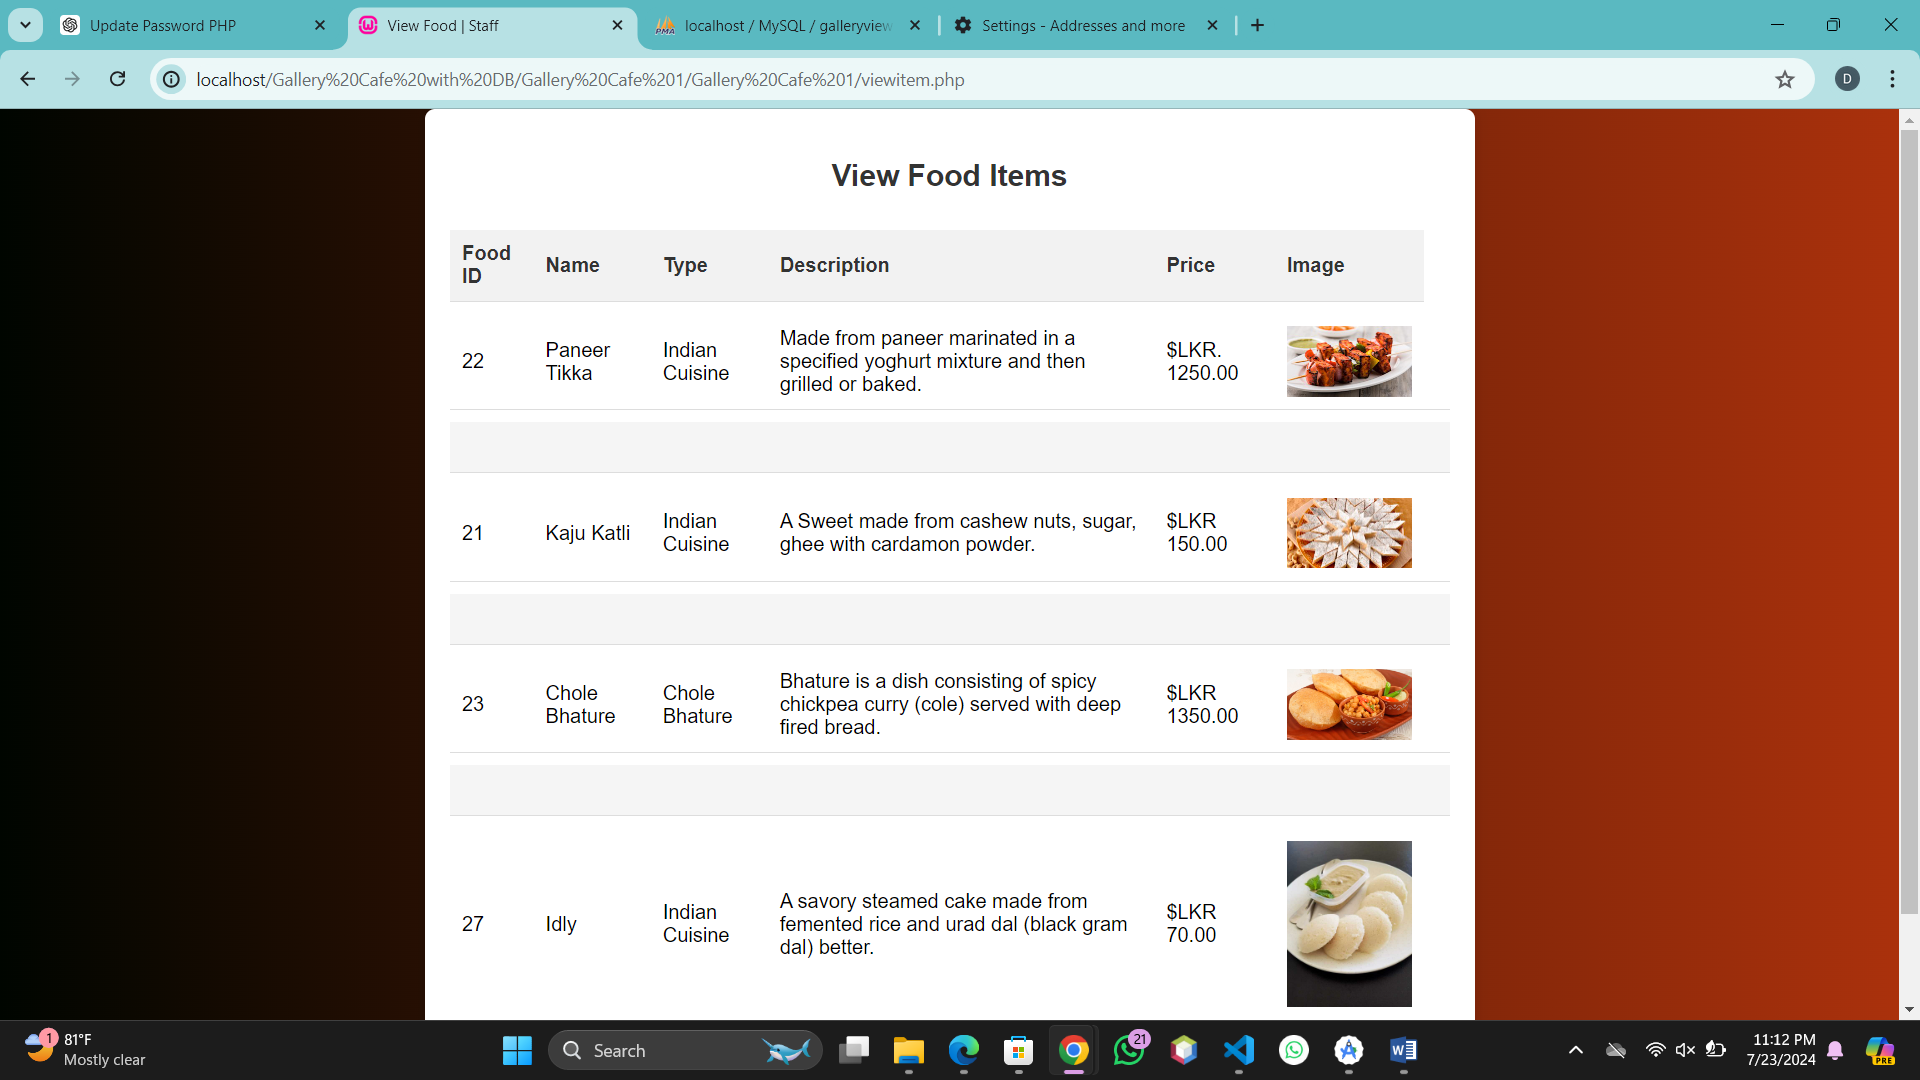 Update Password PHP
View Food | Staff
localhost / MySQL / galleryview
Settings - Addresses and more
localhost/Gallery%20Cafe%20with%20DB/Gallery%20Cafe%201/Gallery%20Cafe%201/viewitem.php
D
View Food Items
Food
ID
Name
Type
Description
Price
Image
22
Paneer
Tikka
Indian
Cuisine
Made from paneer marinated in a
specified yoghurt mixture and then
grilled or baked.
$LKR.
1250.00
21
Kaju Katli
Indian
Cuisine
A Sweet made from cashew nuts, sugar,
ghee with cardamon powder.
$LKR
150.00
23
Chole
Bhature
Chole
Bhature
Bhature is a dish consisting of spicy
chickpea curry (cole) served with deep
fired bread.
$LKR
1350.00
27
Idly
Indian
Cuisine
A savory steamed cake made from
femented rice and urad dal (black gram
dal) better.
$LKR
70.00
1
81°F
Mostly clear
Search
21
11:12 PM
7/23/2024
PRE